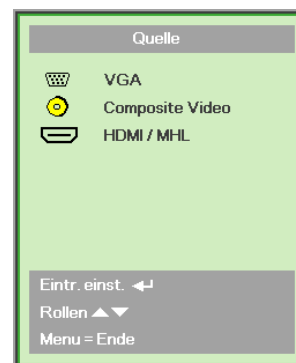 Quelle
VGA
Composite Video
HDMI / MHL
Eintr. einst.
Rollen
Menu = Ende